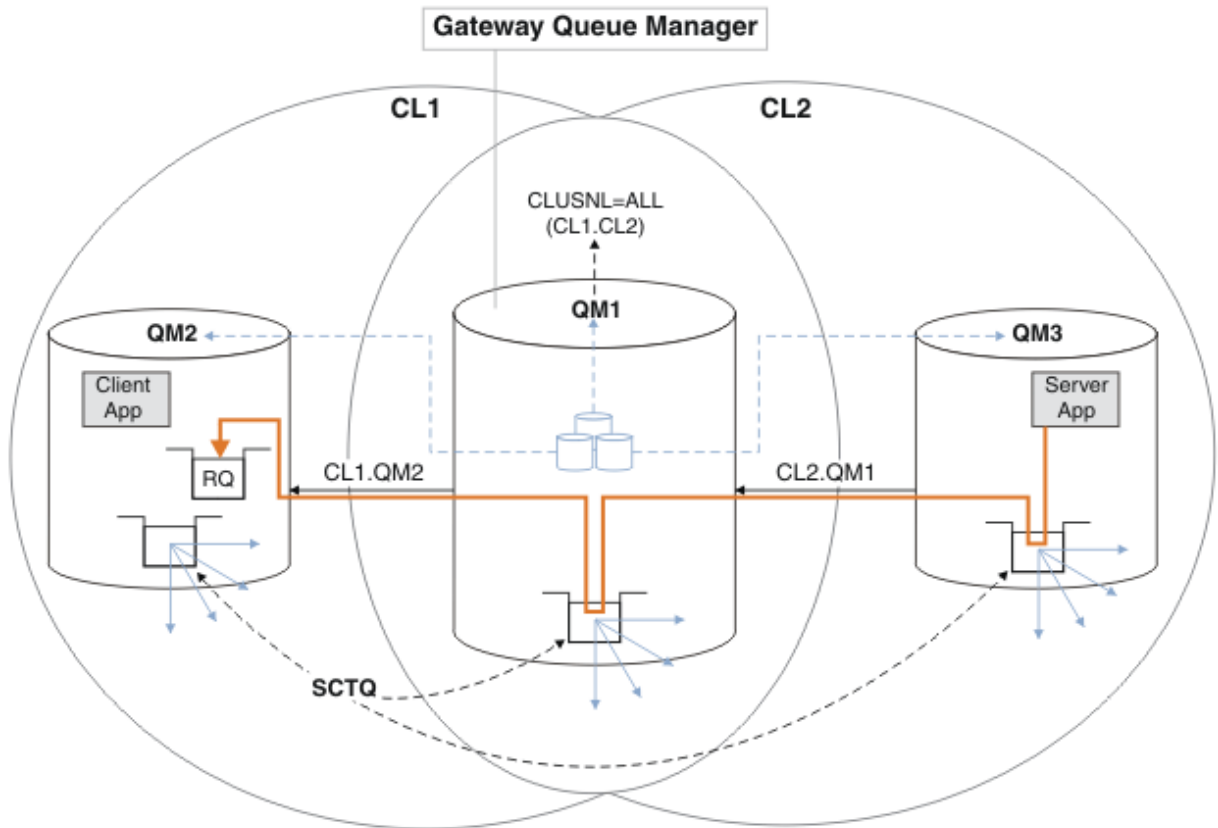 Gateway Queue Manager
CL1
CL2
CLUSNL=ALL
(CL1.CL2)
QM1
QM2
QM3
Client
App
Server
App
RQ
CL1.QM2
CL2.QM1
SCTQ